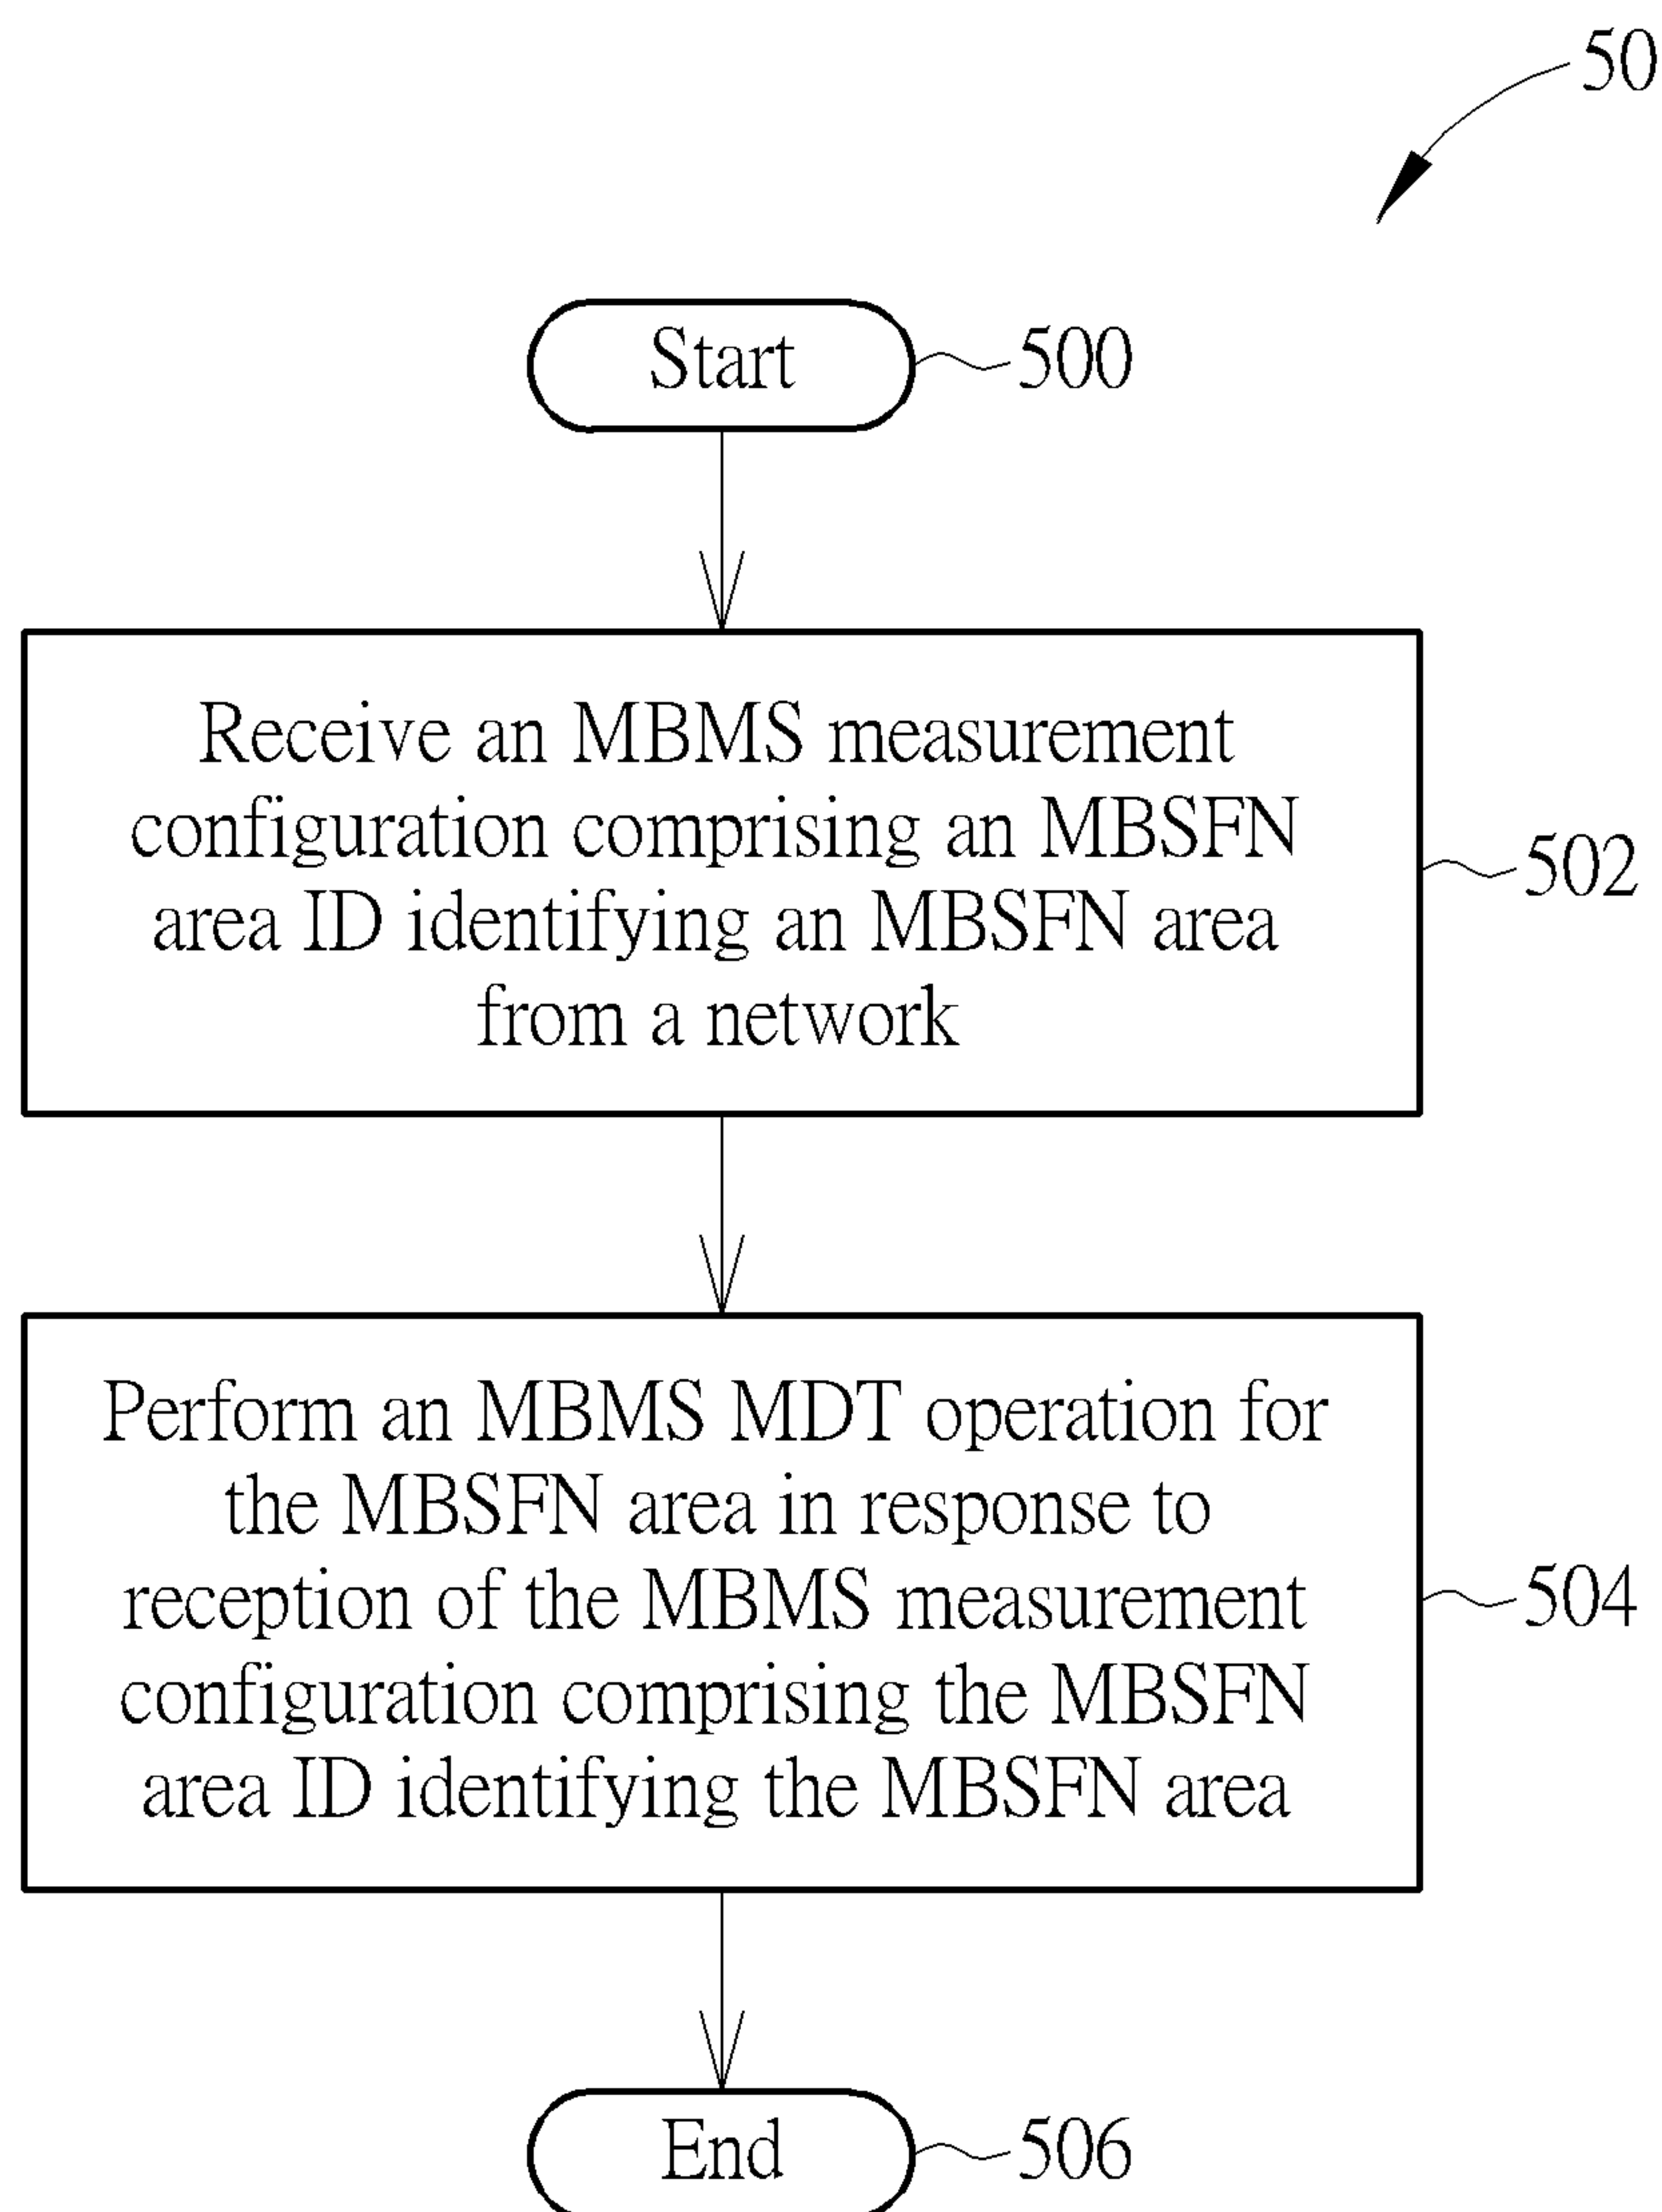 50
Start
500
Receive an MBMS measurement
configuration comprising an MBSFN
area ID identifying an MBSFN area
from a network
502
Perform an MBMS MDT operation for
the MBSFN area in response to
reception of the MBMS measurement
configuration comprising the MBSFN
area ID identifying the MBSFN area
504
End
506